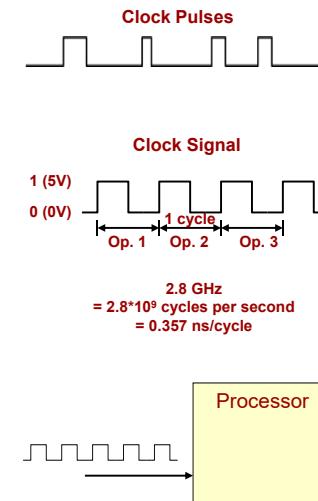 Clock Pulses
Clock Signal
1 (5V)
0 (0V)
1 cycle
Op. 1 Op. 2 Op. 3
2.8 GHz
= 2.8*10⁹ cycles per second
= 0.357 ns/cycle
Processor